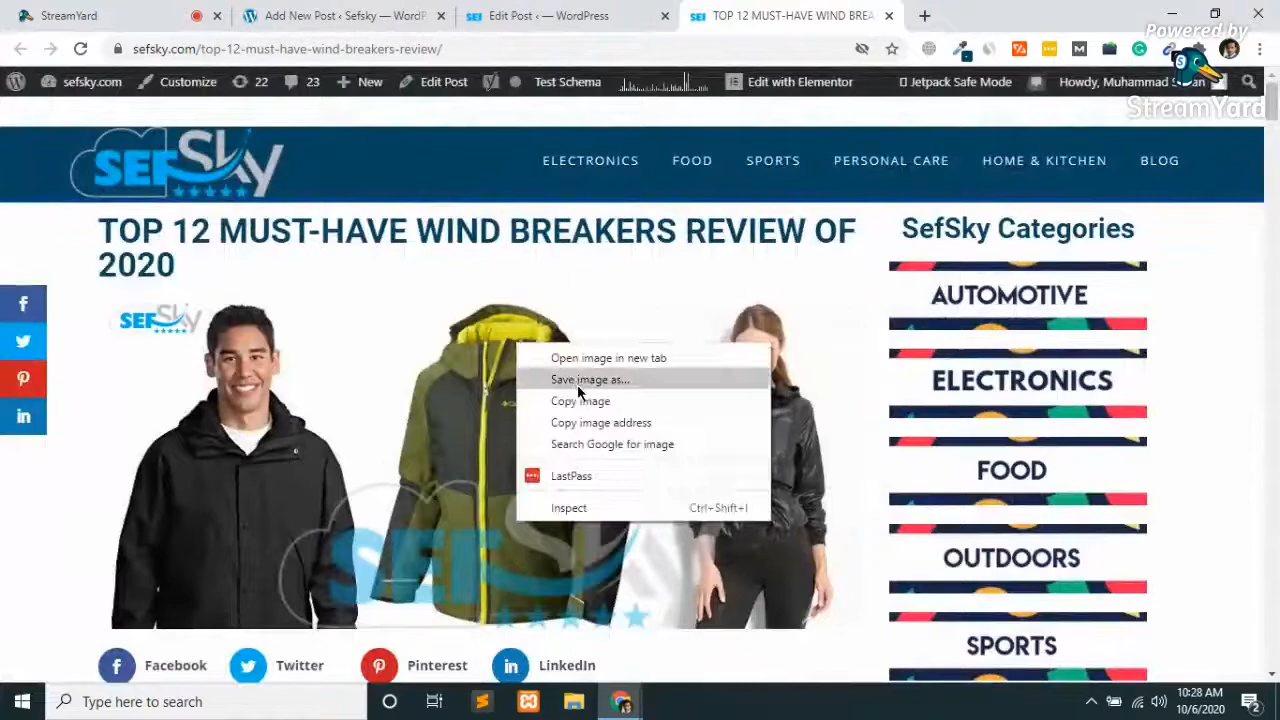 StreamYard
Add New Post ‹ Sefsky — WordP
Edit Post ‹ — WordPress
TOP 12 MUST-HAVE WIND BREA
Powered by
StreamYard
sefsky.com/top-12-must-have-wind-breakers-review/
sefsky.com
Customize
22
23
New
Edit Post
Test Schema
Edit with Elementor
Jetpack Safe Mode
Howdy, Muhammad
SEFSky
ELECTRONICS
FOOD
SPORTS
PERSONAL CARE
HOME & KITCHEN
BLOG
TOP 12 MUST-HAVE WIND BREAKERS REVIEW OF
2020
SefSky Categories
AUTOMOTIVE
ELECTRONICS
FOOD
OUTDOORS
SPORTS
SEFSky
Open image in new tab
Save image as...
Copy image
Copy image address
Search Google for image
LastPass
Inspect Ctrl+Shift+I
SEFSky
Facebook
Twitter
Pinterest
LinkedIn
Type here to search
10:28 AM
10/6/2020
2